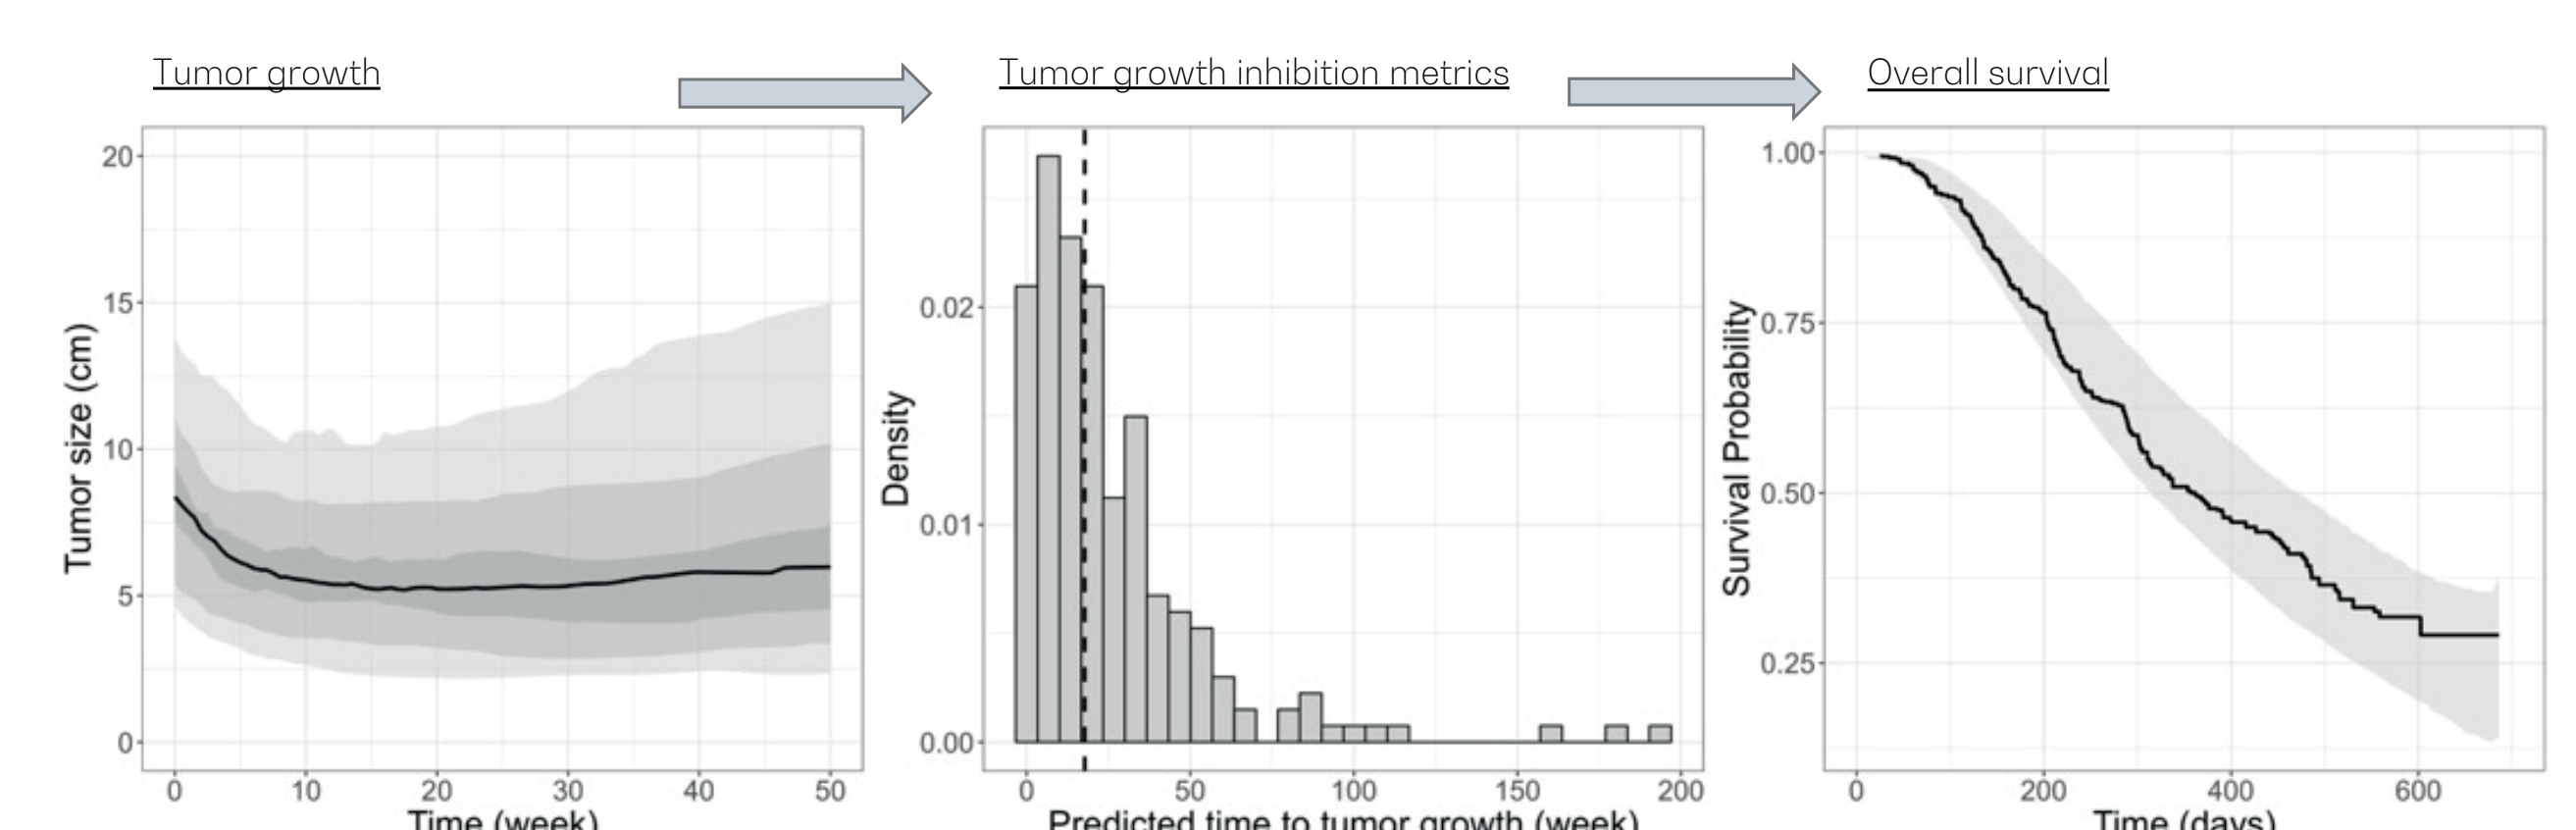 Tumor growth
Tumor growth inhibition metrics
Overall survival
Tumor size (cm)
20
15
10
5
0
0 10 20 30 40 50
Time (week)
Density
0.02
0.01
0.00
0 50 100 150 200
Predicted time to tumor growth (week)
Survival Probability
1.00
0.75
0.50
0.25
0 200 400 600
Time (days)